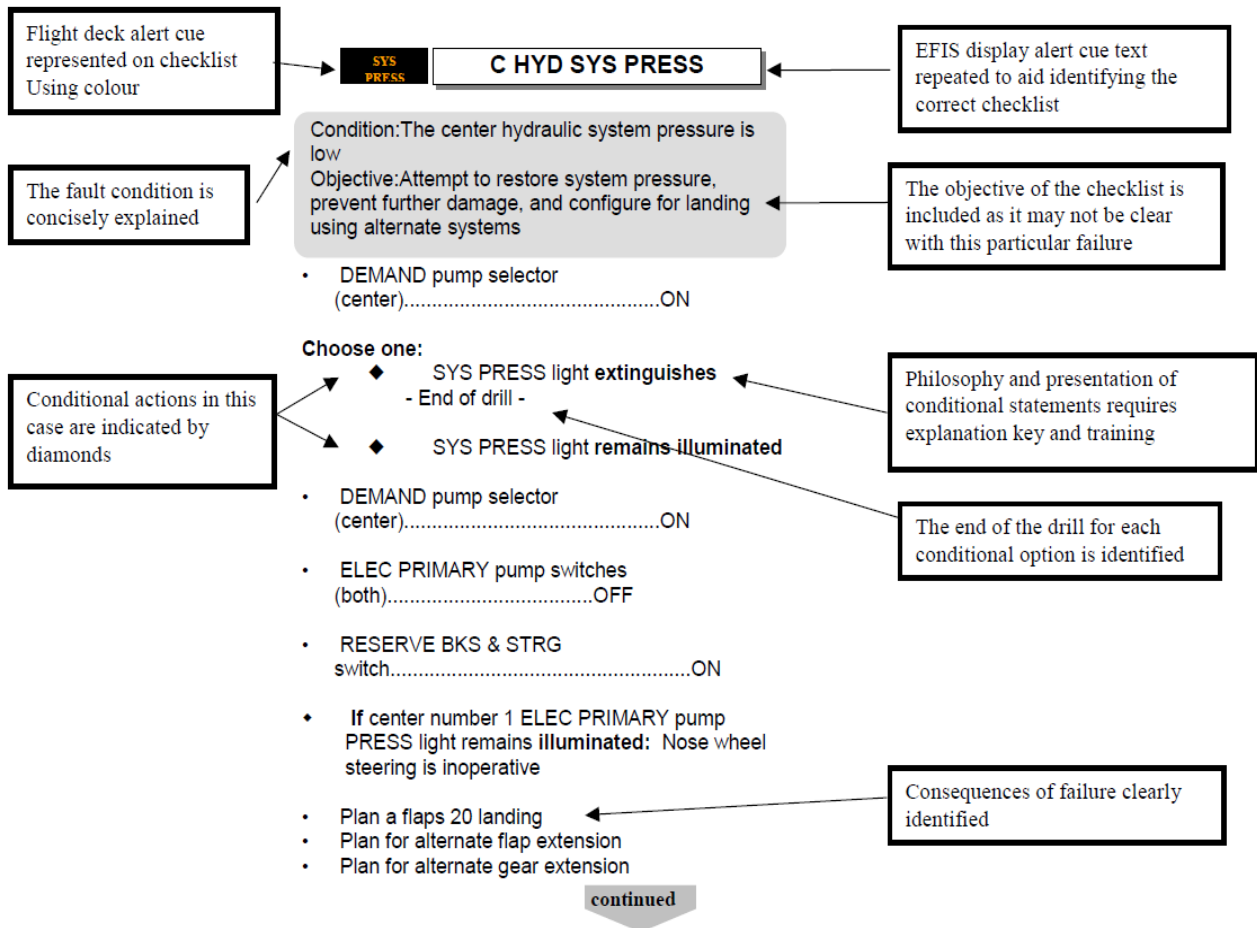 Flight deck alert cue
represented on checklist
Using colour
SYS
PRESS
C HYD SYS PRESS
EFIS display alert cue text
repeated to aid identifying the
correct checklist
Condition:The center hydraulic system pressure is
low
Objective:Attempt to restore system pressure,
prevent further damage, and configure for landing
using alternate systems
The fault condition is
concisely explained
The objective of the checklist is
included as it may not be clear
with this particular failure
• DEMAND pump selector
(center).............................................ON
Choose one:
◆ SYS PRESS light extinguishes
- End of drill -
◆ SYS PRESS light remains illuminated
Conditional actions in this
case are indicated by
diamonds
Philosophy and presentation of
conditional statements requires
explanation key and training
• DEMAND pump selector
(center).............................................ON
The end of the drill for each
conditional option is identified
• ELEC PRIMARY pump switches
(both).....................................OFF
• RESERVE BKS & STRG
switch.....................................................ON
◆ If center number 1 ELEC PRIMARY pump
PRESS light remains illuminated: Nose wheel
steering is inoperative
Consequences of failure clearly
identified
• Plan a flaps 20 landing
• Plan for alternate flap extension
• Plan for alternate gear extension
continued